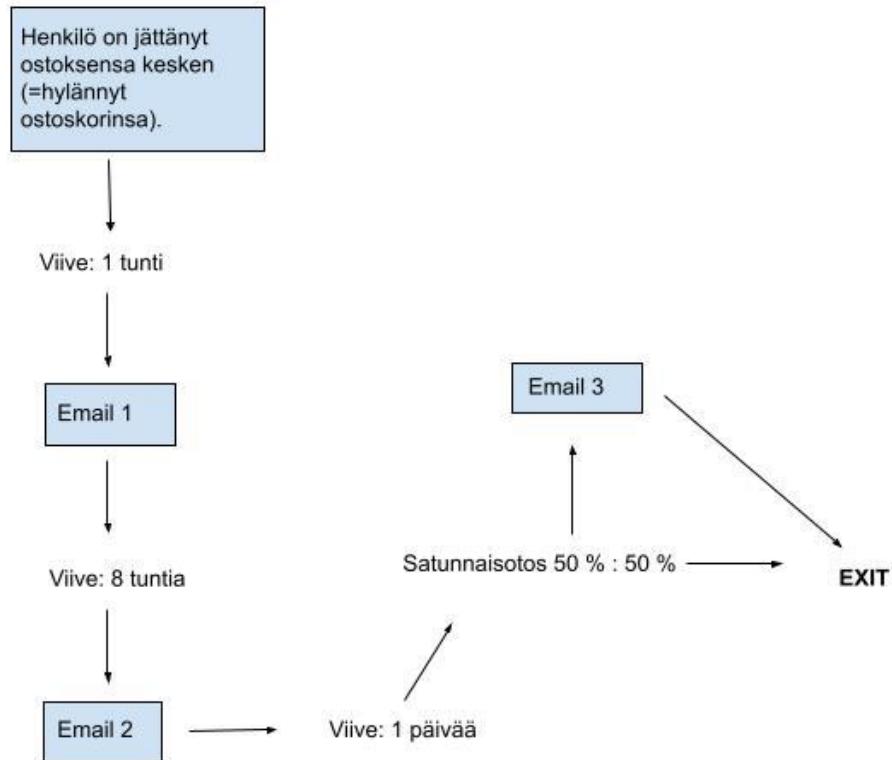 Henkilö on jättänyt
ostoksensa kesken
(=hylännyt
ostoskorinsa).
Viive: 1 tunti
Email 1
Viive: 8 tuntia
Email 2
Viive: 1 päivää
Satunnaisotos 50 % : 50 %
Email 3
EXIT